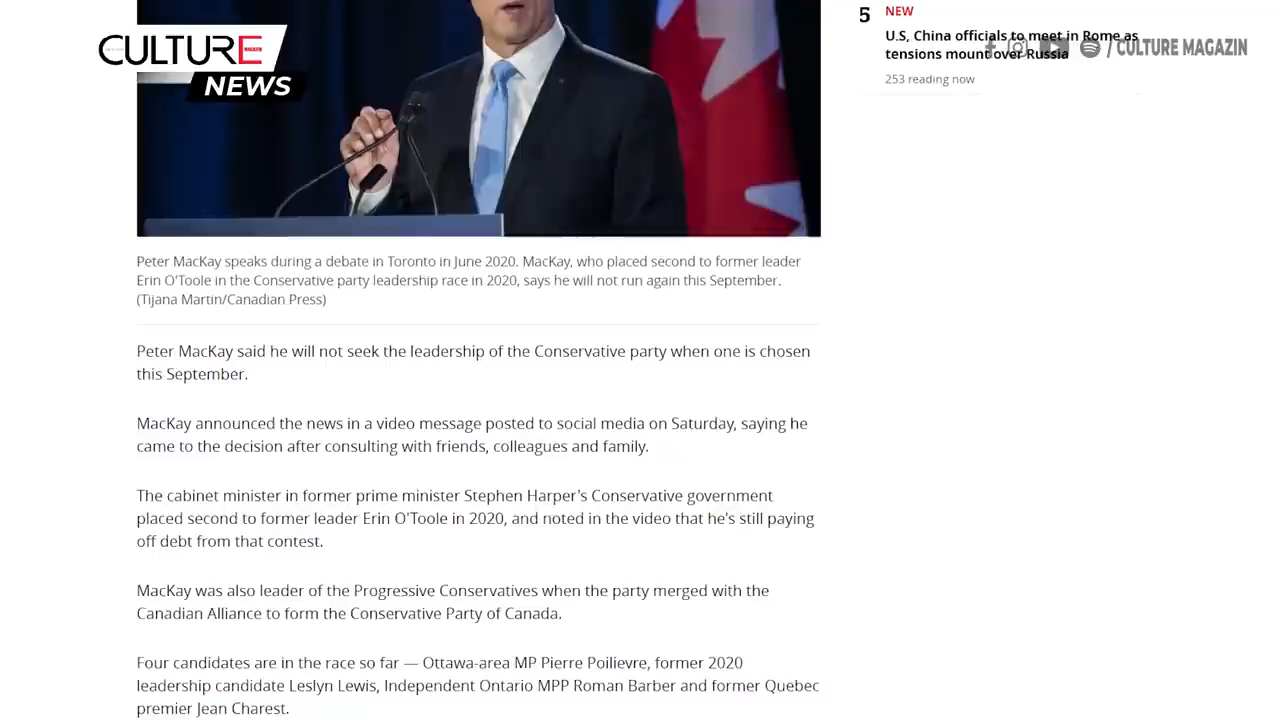 CULTURE
NEWS
5
NEW
U.S, China officials to meet in Rome as
tensions mount over Russia
253 reading now
/ CULTURE MAGAZIN
Peter MacKay speaks during a debate in Toronto in June 2020. MacKay, who placed second to former leader
Erin O'Toole in the Conservative party leadership race in 2020, says he will not run again this September.
(Tijana Martin/Canadian Press)
Peter MacKay said he will not seek the leadership of the Conservative party when one is chosen
this September.
MacKay announced the news in a video message posted to social media on Saturday, saying he
came to the decision after consulting with friends, colleagues and family.
The cabinet minister in former prime minister Stephen Harper's Conservative government
placed second to former leader Erin O'Toole in 2020, and noted in the video that he's still paying
off debt from that contest.
MacKay was also leader of the Progressive Conservatives when the party merged with the
Canadian Alliance to form the Conservative Party of Canada.
Four candidates are in the race so far — Ottawa-area MP Pierre Poilievre, former 2020
leadership candidate Leslyn Lewis, Independent Ontario MPP Roman Barber and former Quebec
premier Jean Charest.